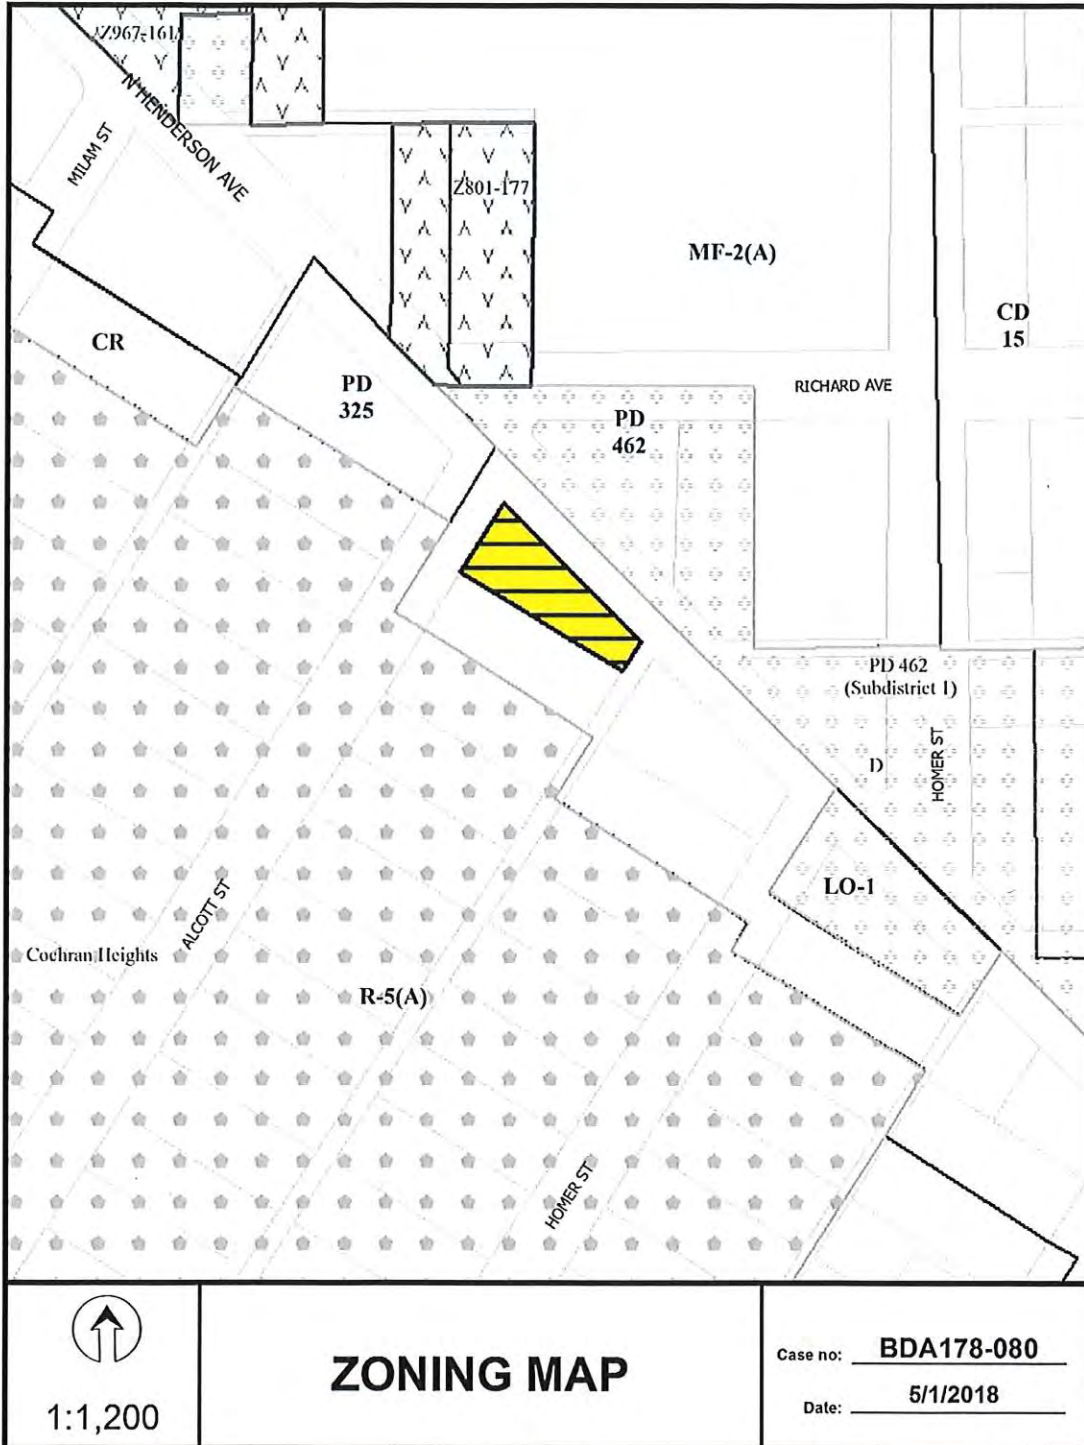 Z967-161
N HENDERSON AVE
MILAM ST
Z801-177
MF-2(A)
CD
15
CR
PD
325
RICHARD AVE
PD
462
PD 462
(Subdistrict 1)
D
HOMER ST
LO-1
ALCOTT ST
Cochran Heights
R-5(A)
HOMER ST
1:1,200
ZONING MAP
Case no: BDA178-080
Date: 5/1/2018